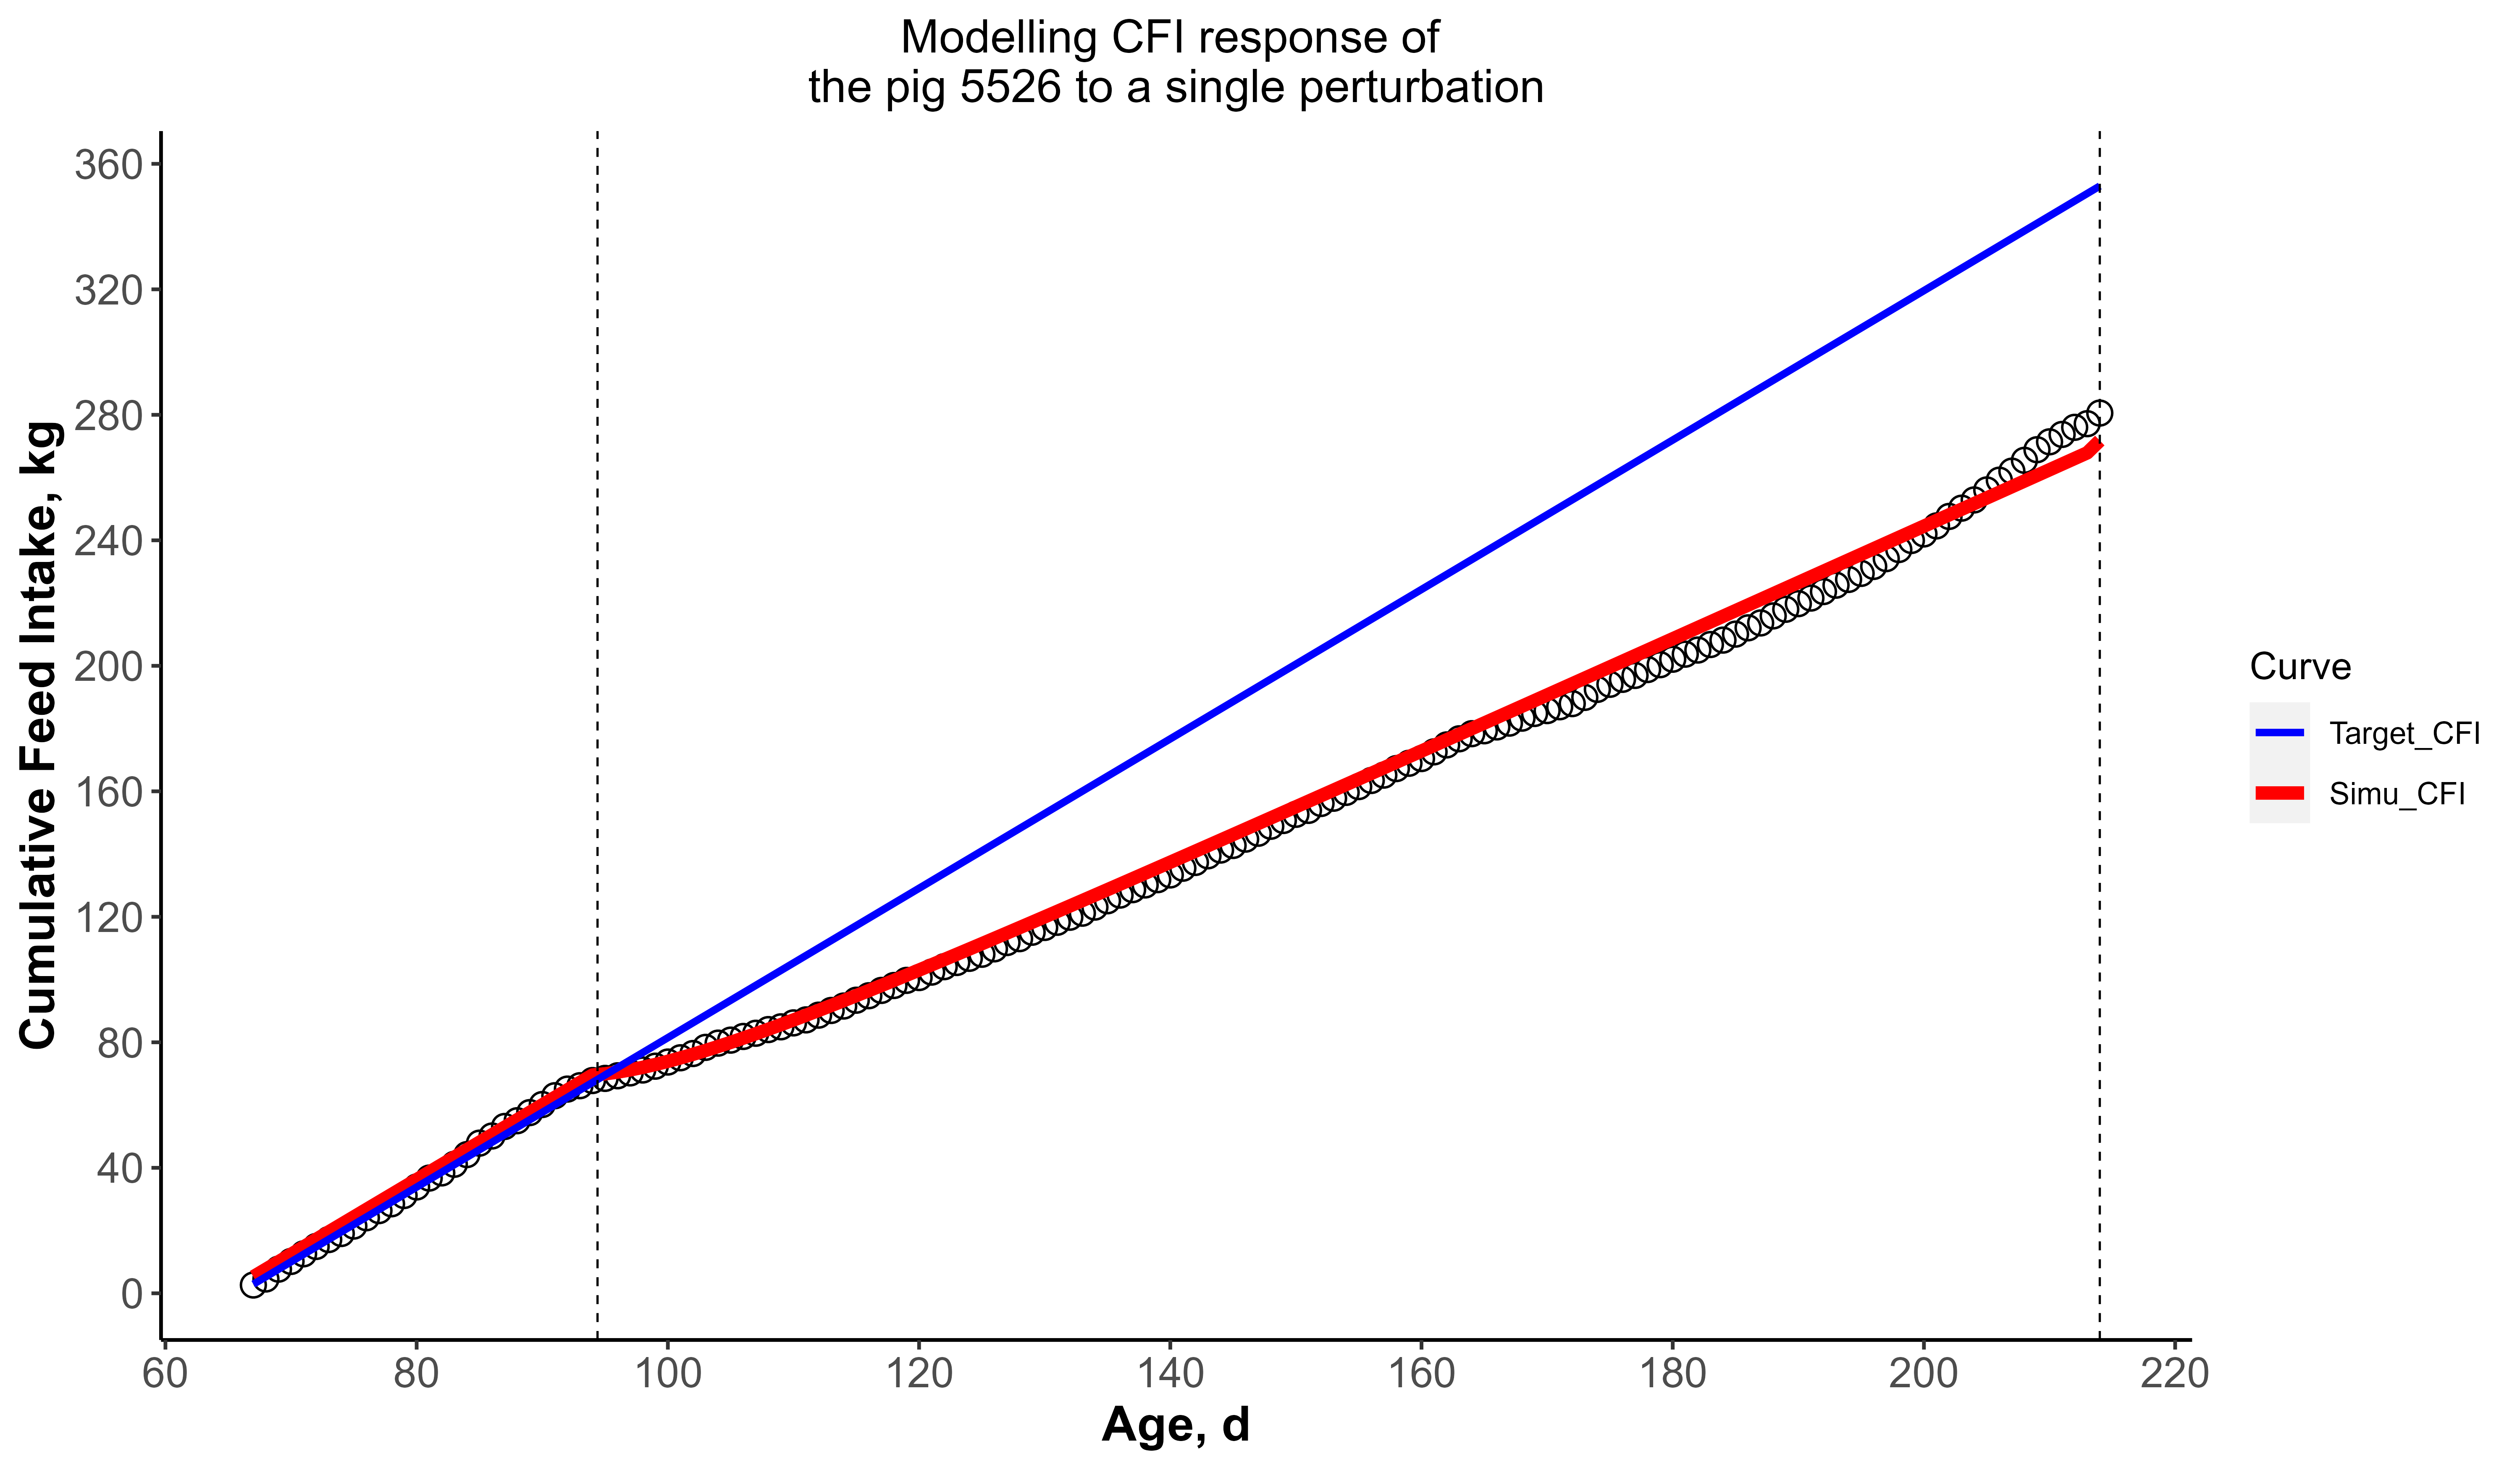 Modelling CFI response of
the pig 5526 to a single perturbation
Cumulative Feed Intake, kg
360
320
280
240
200
160
120
80
40
0
60 80 100 120 140 160 180 200 220
Age, d
Curve
Target_CFI
Simu_CFI